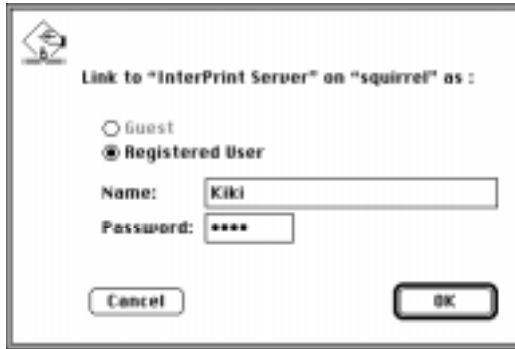 Link to “InterPrint Server” on “squirrel” as :
Guest
Registered User
Name: Kiki
Password: ••••
Cancel OK